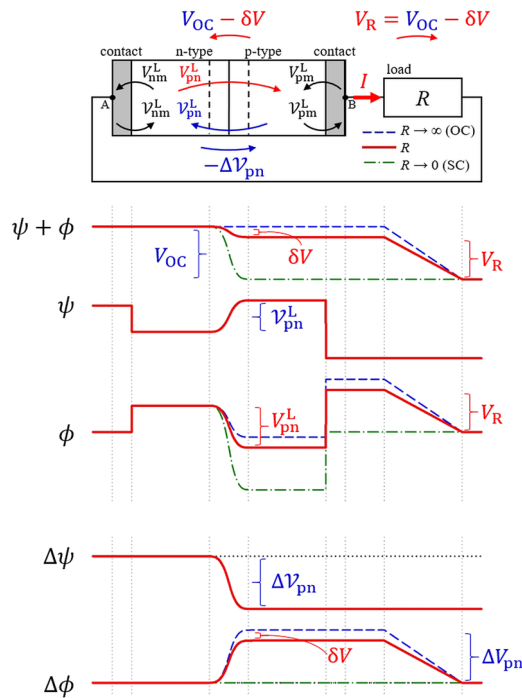 V_OC − δV
V_R = V_OC − δV
contact n-type p-type contact
load
V^L_nm V^L_pn V^L_pm
I
A B R
𝒱^L_nm 𝒱^L_pn 𝒱^L_pm
−Δ𝒱_pn
R → ∞ (OC)
R
R → 0 (SC)
ψ + ϕ
V_OC δV V_R
ψ
𝒱^L_pn
ϕ
V^L_pn V_R
Δψ
Δ𝒱_pn
Δϕ
δV Δ𝒱_pn